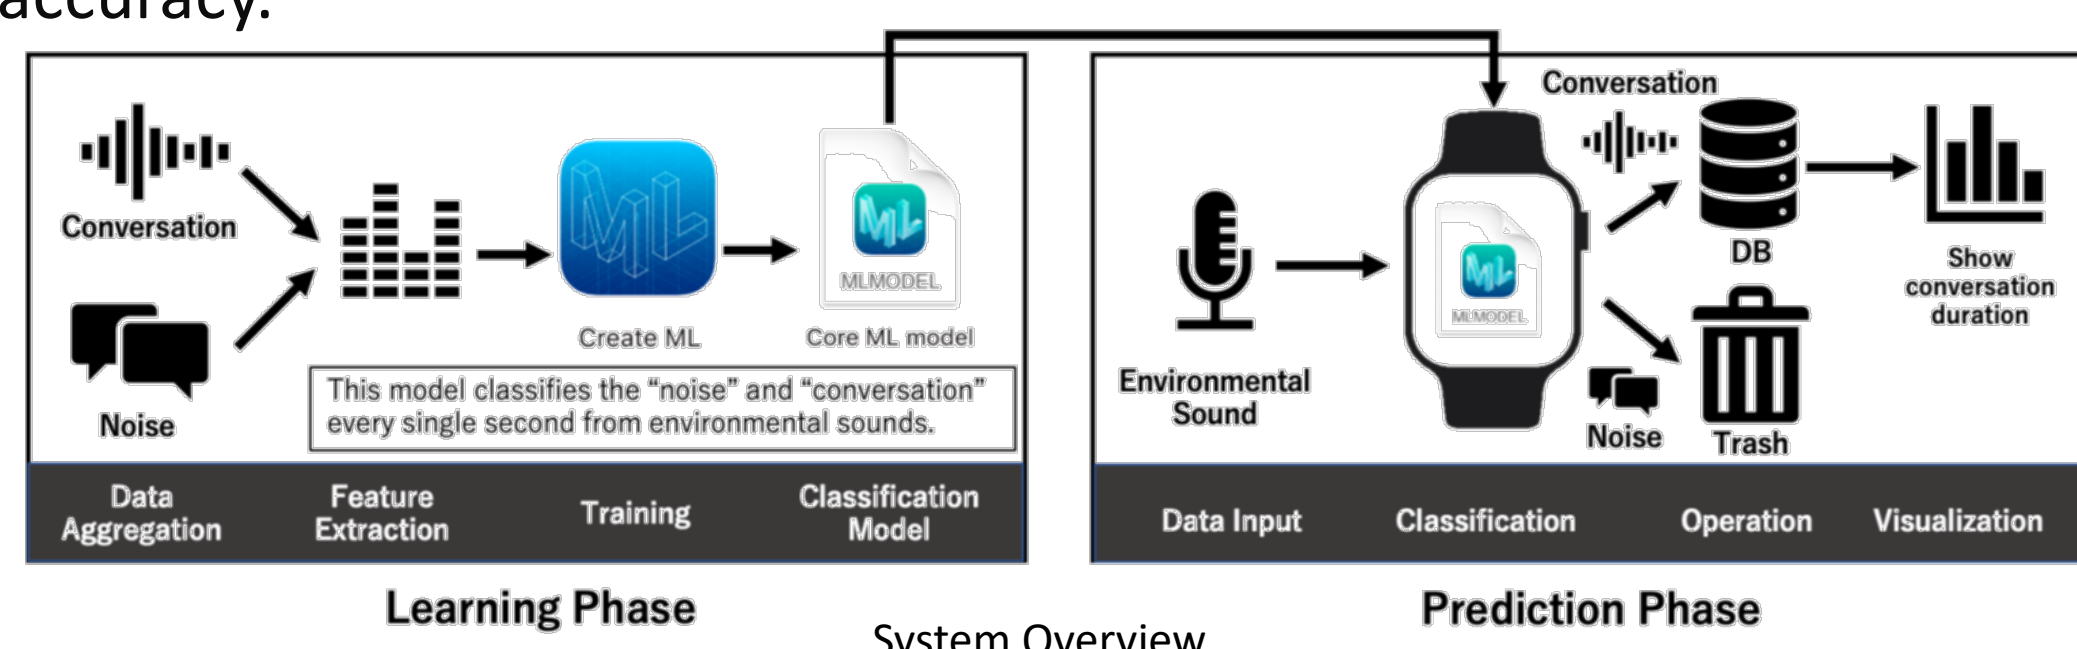 accuracy.
Conversation
Noise
Create ML
MLMODEL
Core ML model
This model classifies the “noise” and “conversation”
every single second from environmental sounds.
Data
Aggregation
Feature
Extraction
Training
Classification
Model
Learning Phase
Environmental
Sound
MLMODEL
Conversation
DB
Noise
Trash
Show
conversation
duration
Data Input
Classification
Operation
Visualization
Prediction Phase
System Overview